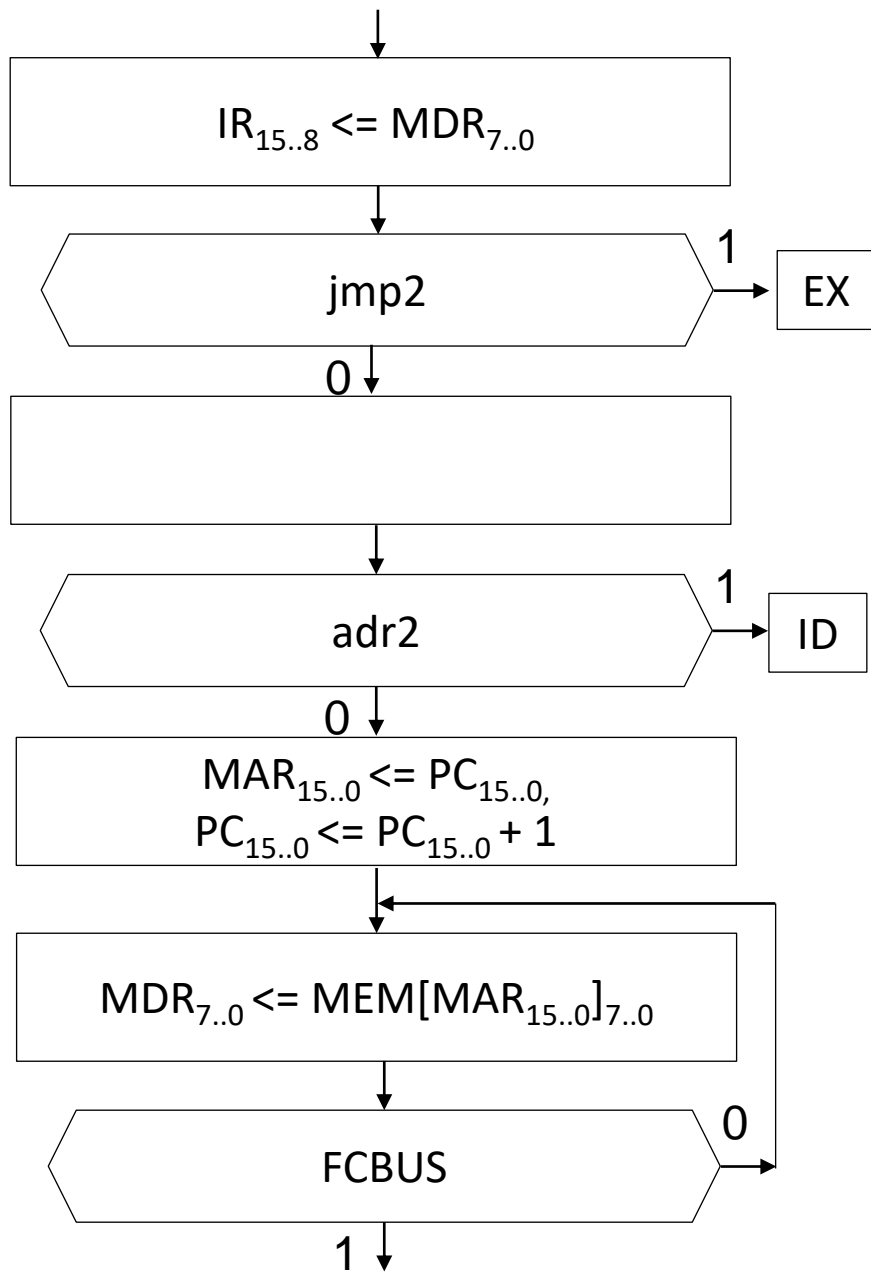 IR15..8 <= MDR7..0
jmp2
1
EX
0
adr2
1
ID
0
MAR15..0 <= PC15..0,
PC15..0 <= PC15..0 + 1
MDR7..0 <= MEM[MAR15..0]7..0
FCBUS
0
1